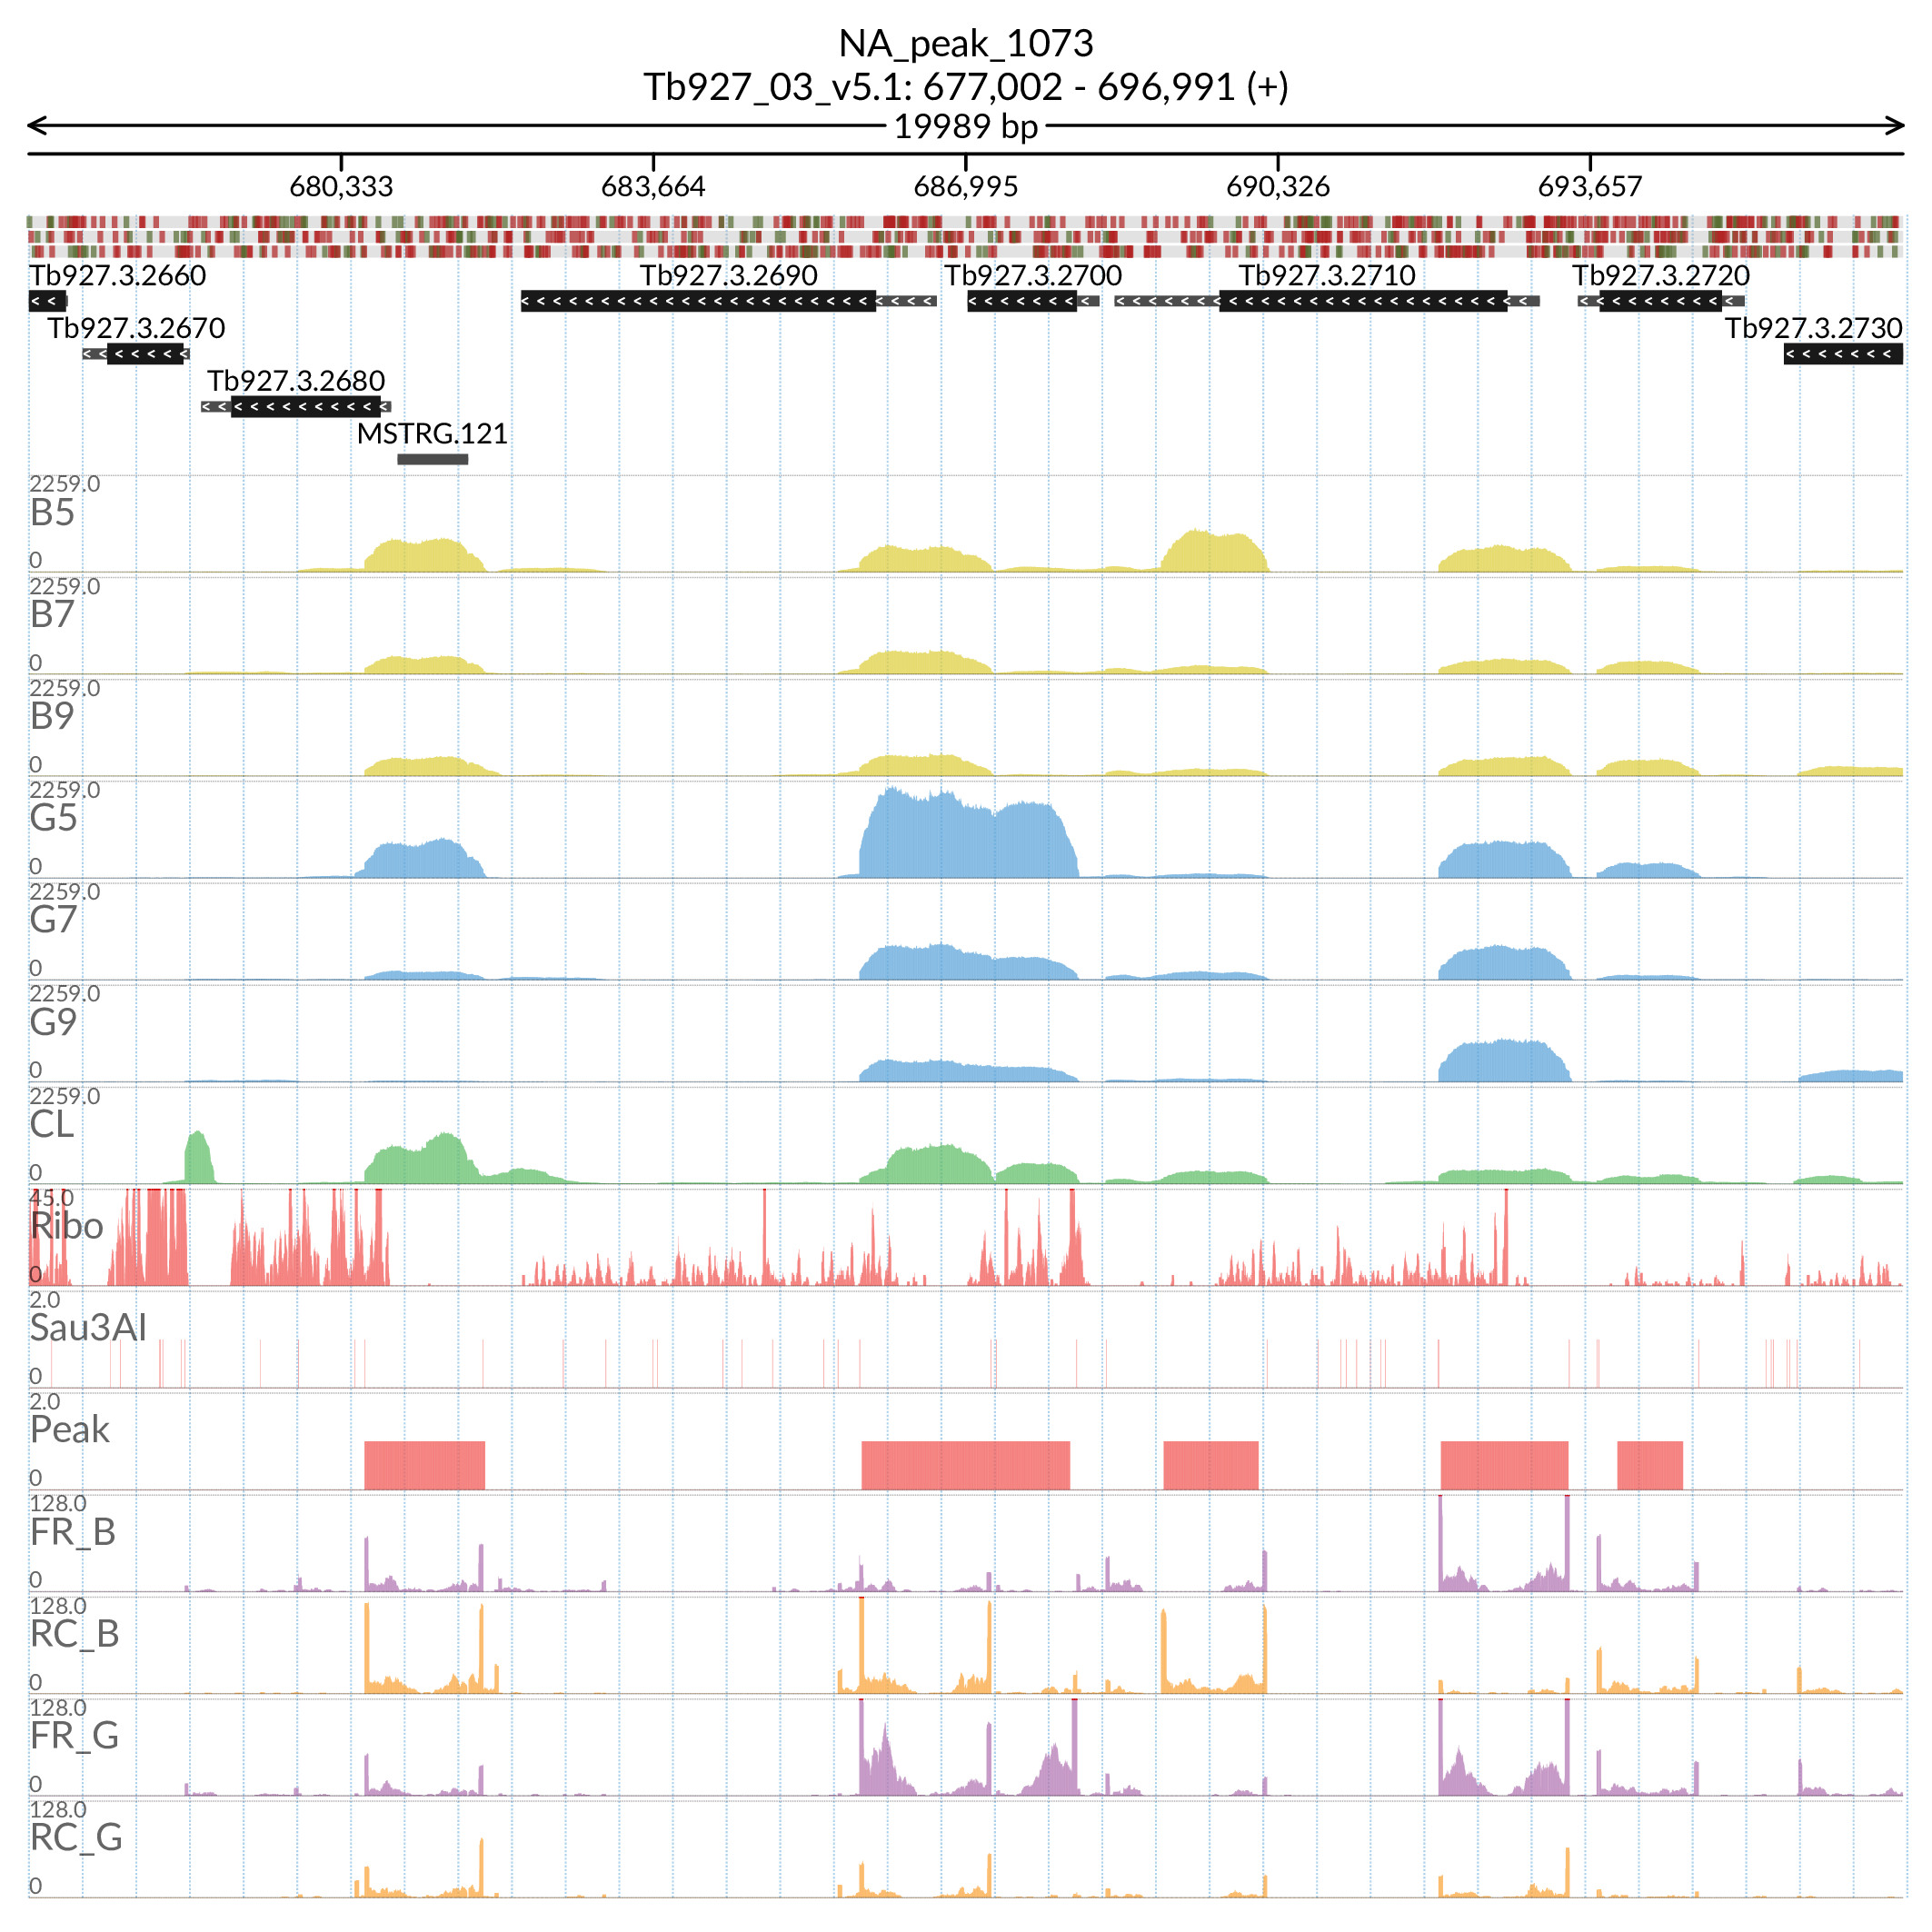 NA_peak_1073
Tb927_03_v5.1: 677,002 - 696,991 (+)
19989 bp
680,333 683,664 686,995 690,326 693,657
Tb927.3.2660 Tb927.3.2690 Tb927.3.2700 Tb927.3.2710 Tb927.3.2720
Tb927.3.2670 Tb927.3.2730
Tb927.3.2680
MSTRG.121
2259.0
B5
0
2259.0
B7
0
2259.0
B9
0
2259.0
G5
0
2259.0
G7
0
2259.0
G9
0
2259.0
CL
0
45.0
Ribo
0
2.0
Sau3AI
0
2.0
Peak
0
128.0
FR_B
0
128.0
RC_B
0
128.0
FR_G
0
128.0
RC_G
0